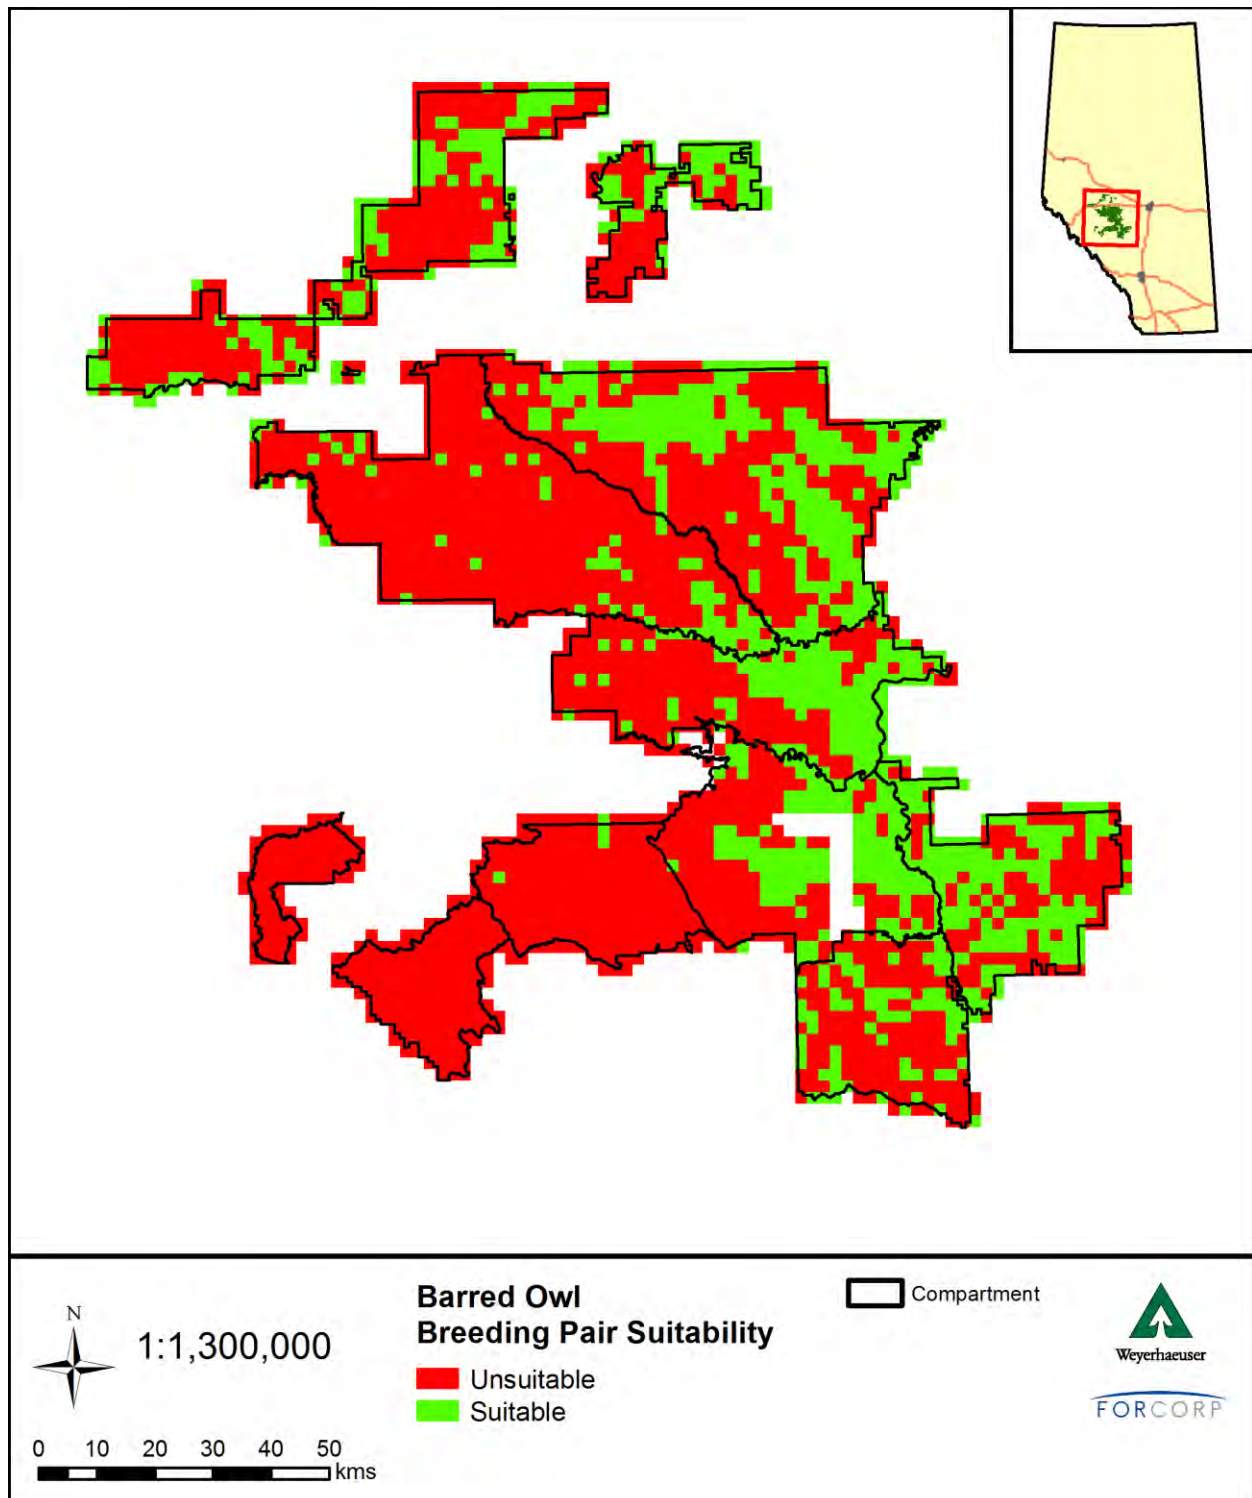 N
1:1,300,000
0 10 20 30 40 50
kms
Barred Owl
Breeding Pair Suitability
Unsuitable
Suitable
Compartment
Weyerhaeuser
FORCORP